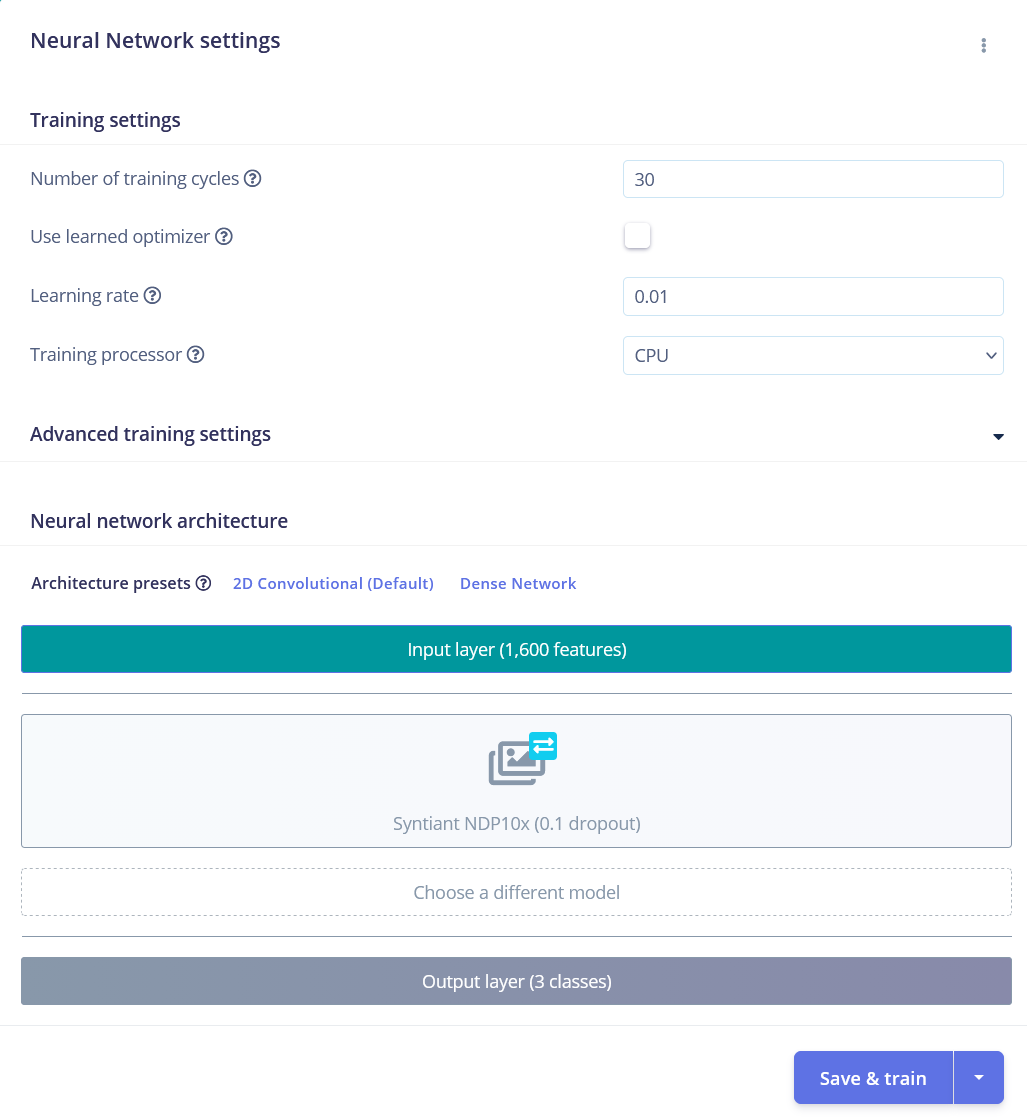 Neural Network settings
Training settings
Number of training cycles
30
Use learned optimizer
Learning rate
0.01
Training processor
CPU
Advanced training settings
Neural network architecture
Architecture presets 2D Convolutional (Default) Dense Network
Input layer (1,600 features)
Syntiant NDP10x (0.1 dropout)
Choose a different model
Output layer (3 classes)
Save & train